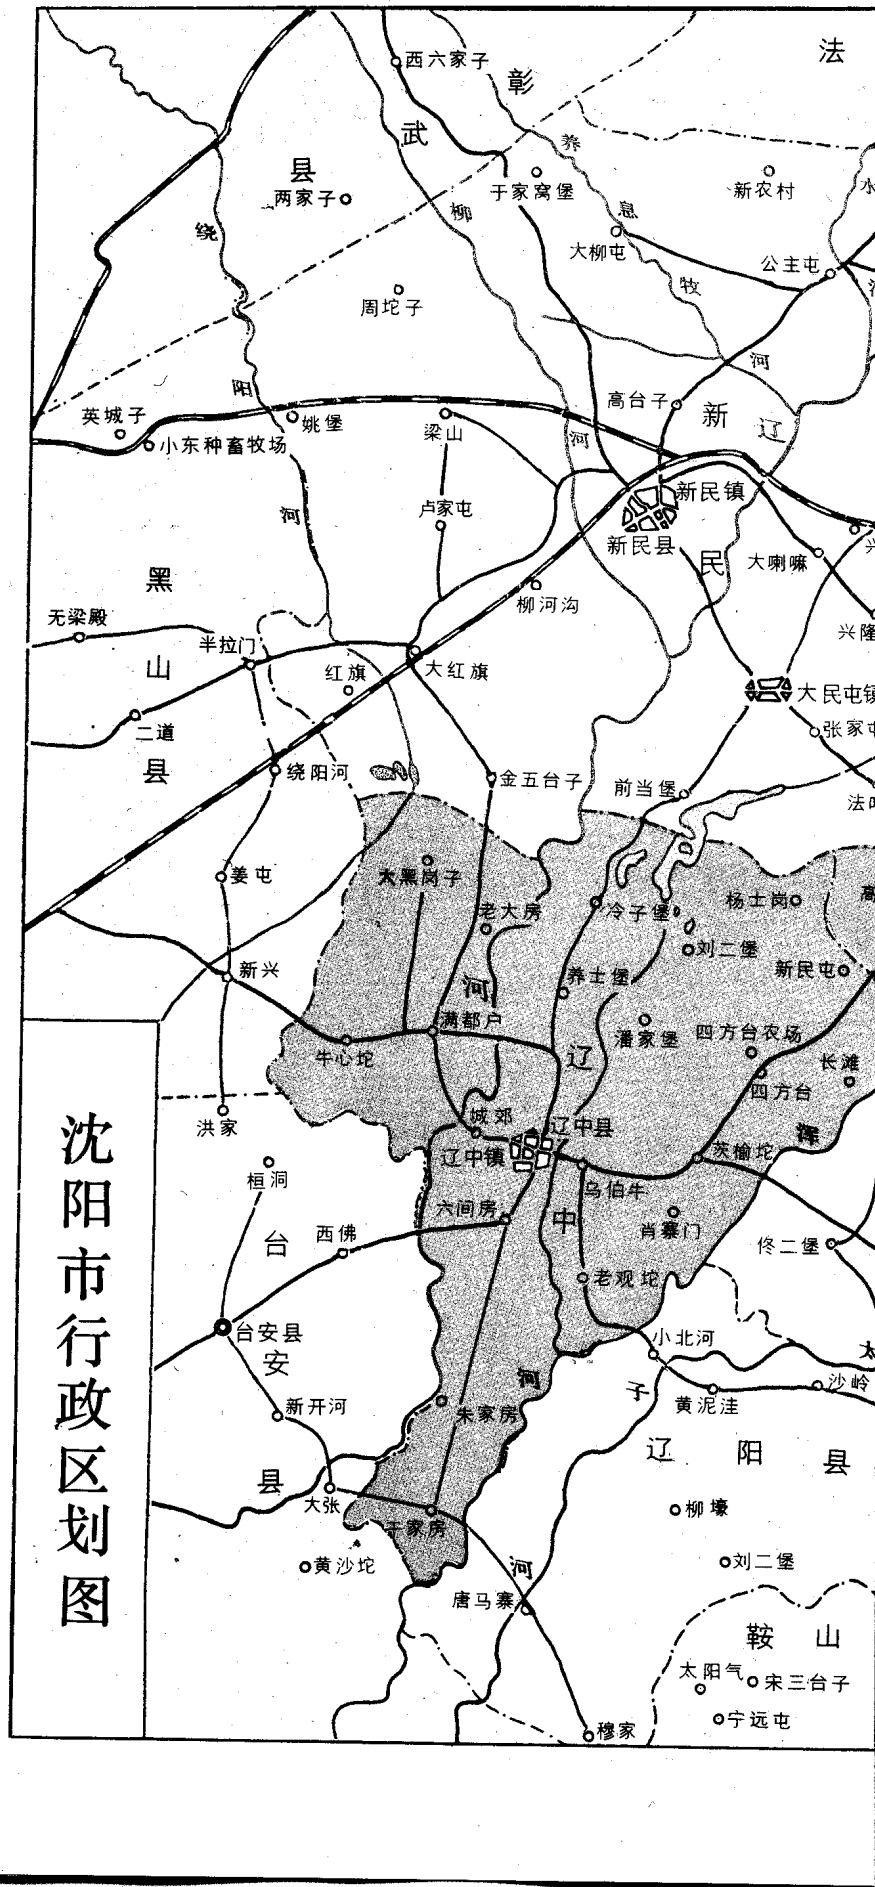 西六家子
彰
法
武
县
两家子
养
于家窝堡
新农村
水
绕
柳
息
大柳屯
公主屯
牧
河
周坨子
阳
河
英城子
姚堡
小东种畜牧场
梁山
高台子
新
辽
河
新民镇
新民县
卢家屯
河
民
大喇嘛
兴
黑
柳河沟
无梁殿
半拉门
兴隆
山
红旗
大红旗
大民屯镇
二道
张家屯
县
绕阳河
金五台子
前当堡
法
姜屯
大黑岗子
老大房
冷子堡
杨士岗
高
刘二堡
新兴
养士堡
新民屯
河
满都户
潘家堡
四方台农场
牛心坨
辽
长滩
四方台
洪家
城郊
辽中县
浑
辽中镇
茨榆坨
桓洞
乌伯牛
六间房
中
肖寨门
西佛
台
佟二堡
老观坨
台安县
小北河
太
安
河
子
沙岭
新开河
朱家房
黄泥洼
辽阳县
县
大张
柳壕
于家房
黄沙坨
河
刘二堡
唐马寨
鞍山
太阳气
宋三台子
宁远屯
穆家
沈阳市行政区划图